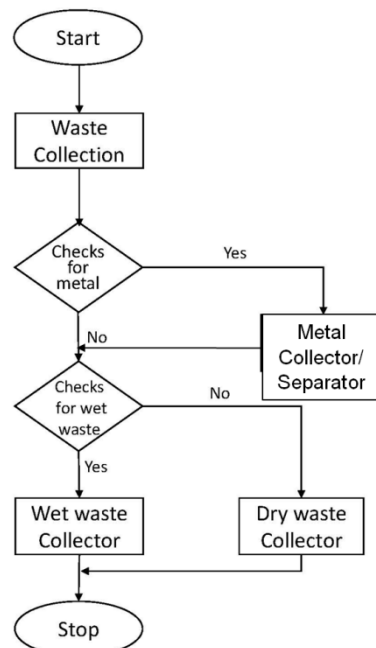 Start
Waste
Collection
Checks
for
metal
Yes
No
Metal
Collector/
Separator
Checks
for wet
waste
No
Yes
Wet waste
Collector
Dry waste
Collector
Stop